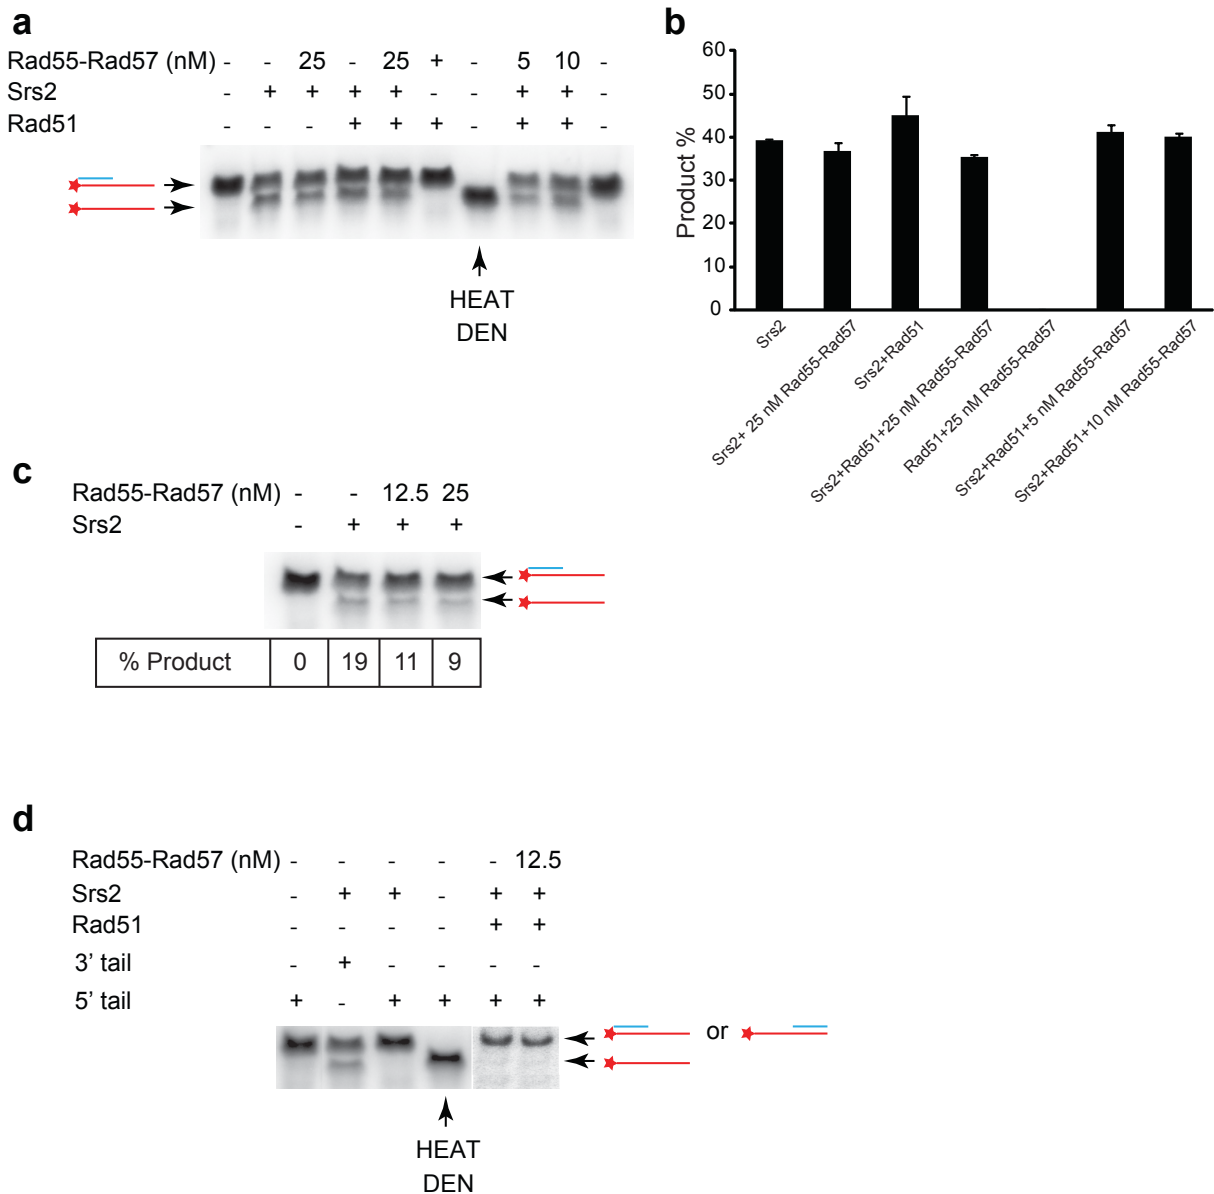 a
Rad55-Rad57 (nM) - - 25 - 25 + - 5 10 -
Srs2 - + + + + - - + + -
Rad51 - - - + + + - + + -
HEAT
DEN
b
Product %
60
50
40
30
20
10
0
Srs2
Srs2+ 25 nM Rad55-Rad57
Srs2+Rad51
Srs2+Rad51+25 nM Rad55-Rad57
Rad51+25 nM Rad55-Rad57
Srs2+Rad51+5 nM Rad55-Rad57
Srs2+Rad51+10 nM Rad55-Rad57
c
Rad55-Rad57 (nM) - - 12.5 25
Srs2 - + + +
% Product 0 19 11 9
d
Rad55-Rad57 (nM) - - - - - 12.5
Srs2 - + + - + +
Rad51 - - - - + +
3’ tail - + - - - -
5’ tail + - + + + +
or
HEAT
DEN